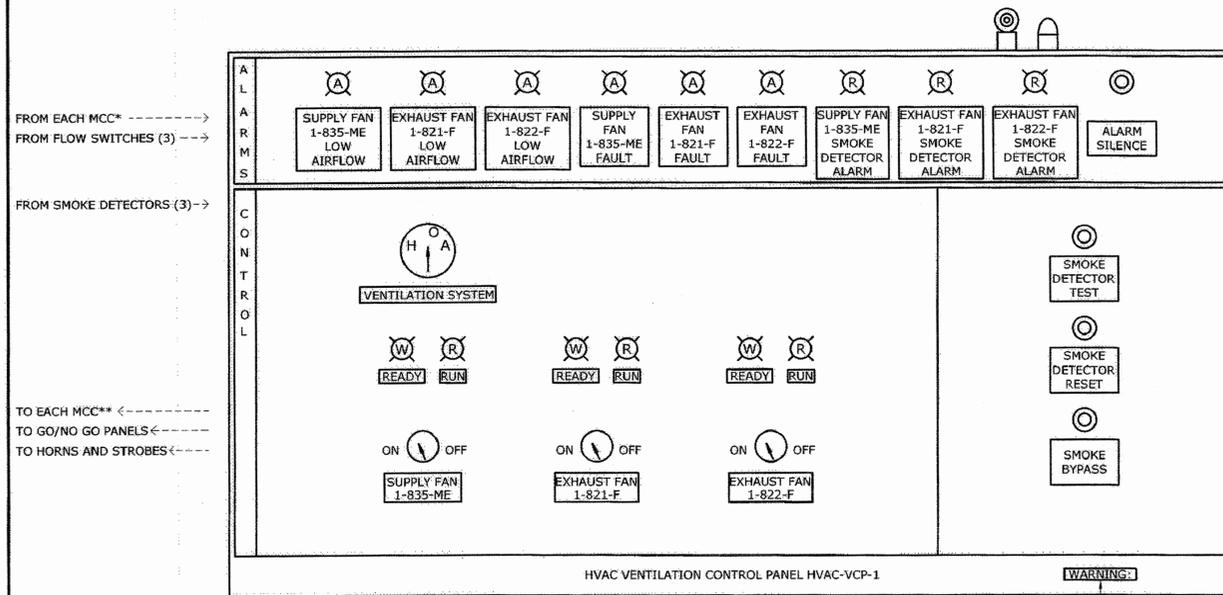 A
L
A
R
M
S
A A A A A A R R R
SUPPLY FAN
1-835-ME
LOW
AIRFLOW
EXHAUST FAN
1-821-F
LOW
AIRFLOW
EXHAUST FAN
1-822-F
LOW
AIRFLOW
SUPPLY
FAN
1-835-ME
FAULT
EXHAUST
FAN
1-821-F
FAULT
EXHAUST
FAN
1-822-F
FAULT
SUPPLY FAN
1-835-ME
SMOKE
DETECTOR
ALARM
EXHAUST FAN
1-821-F
SMOKE
DETECTOR
ALARM
EXHAUST FAN
1-822-F
SMOKE
DETECTOR
ALARM
ALARM
SILENCE
FROM EACH MCC*
FROM FLOW SWITCHES (3)
FROM SMOKE DETECTORS (3)
C
O
N
T
R
O
L
H O A
VENTILATION SYSTEM
W R
READY RUN
W R
READY RUN
W R
READY RUN
TO EACH MCC**
TO GO/NO GO PANELS
TO HORNS AND STROBES
ON OFF
SUPPLY FAN
1-835-ME
ON OFF
EXHAUST FAN
1-821-F
ON OFF
EXHAUST FAN
1-822-F
SMOKE
DETECTOR
TEST
SMOKE
DETECTOR
RESET
SMOKE
BYPASS
HVAC VENTILATION CONTROL PANEL HVAC-VCP-1
WARNING: